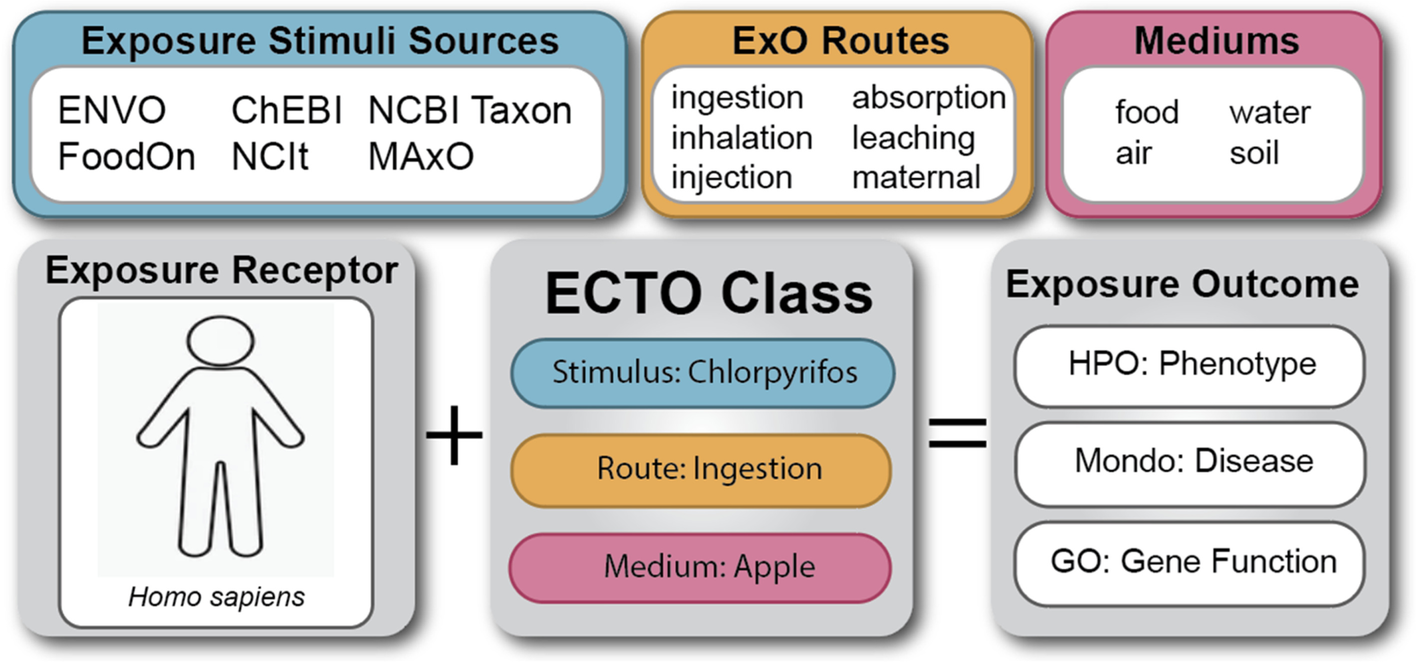 Exposure Stimuli Sources
ENVO ChEBI NCBI Taxon
FoodOn NCIt MAxO
ExO Routes
ingestion absorption
inhalation leaching
injection maternal
Mediums
food water
air soil
Exposure Receptor
Homo sapiens
+
ECTO Class
Stimulus: Chlorpyrifos
Route: Ingestion
Medium: Apple
=
Exposure Outcome
HPO: Phenotype
Mondo: Disease
GO: Gene Function